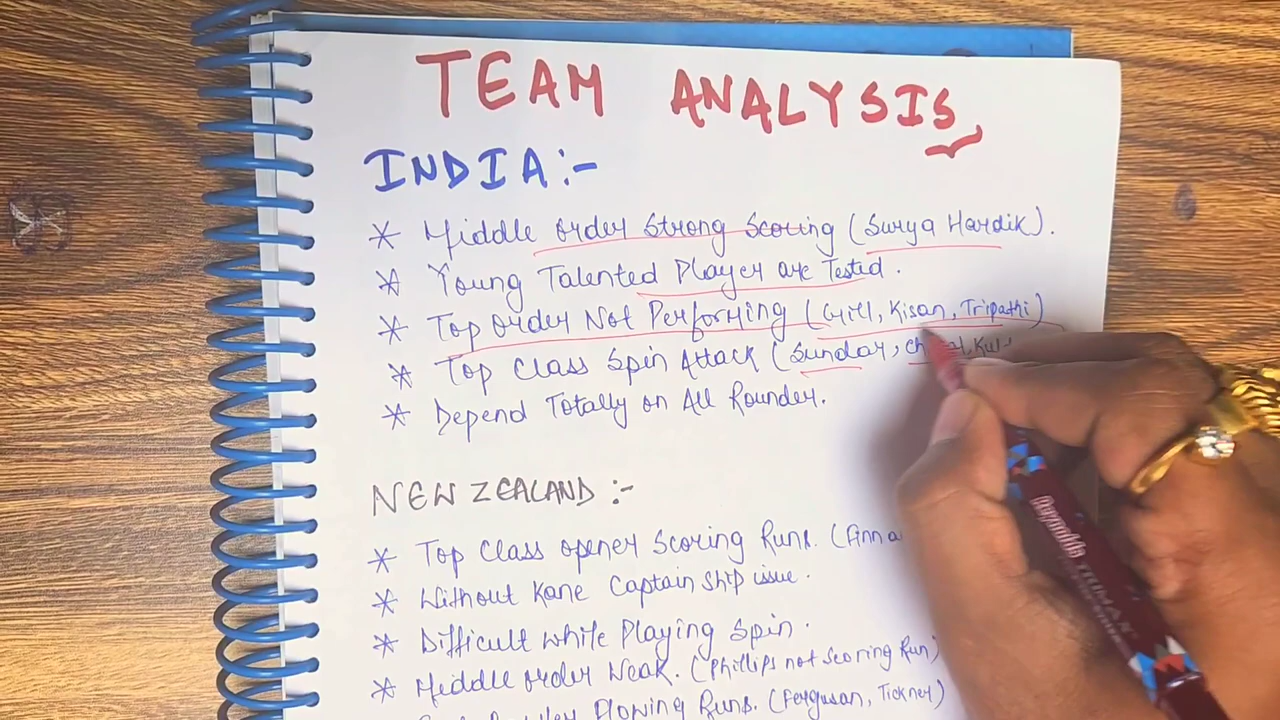 TEAM ANALYSIS
INDIA:-
* Middle order Strong Scoring (Surya Hardik).
* Young Talented Player are Tested.
* Top order Not Performing (Gill, Kisan, Tripathi)
* Top Class Spin Attack (Sundar,
* Depend Totally on All Rounder.
NEW ZEALAND:-
* Top Class opener Scoring Runs. (Finna
* Without Kane Captain Ship issue.
* Difficult while Playing Spin.
* Middle order Weak. (Phillips not Scoring Run)
Runs. (Ferguson, Tickner)
Reynolds TRIMAX